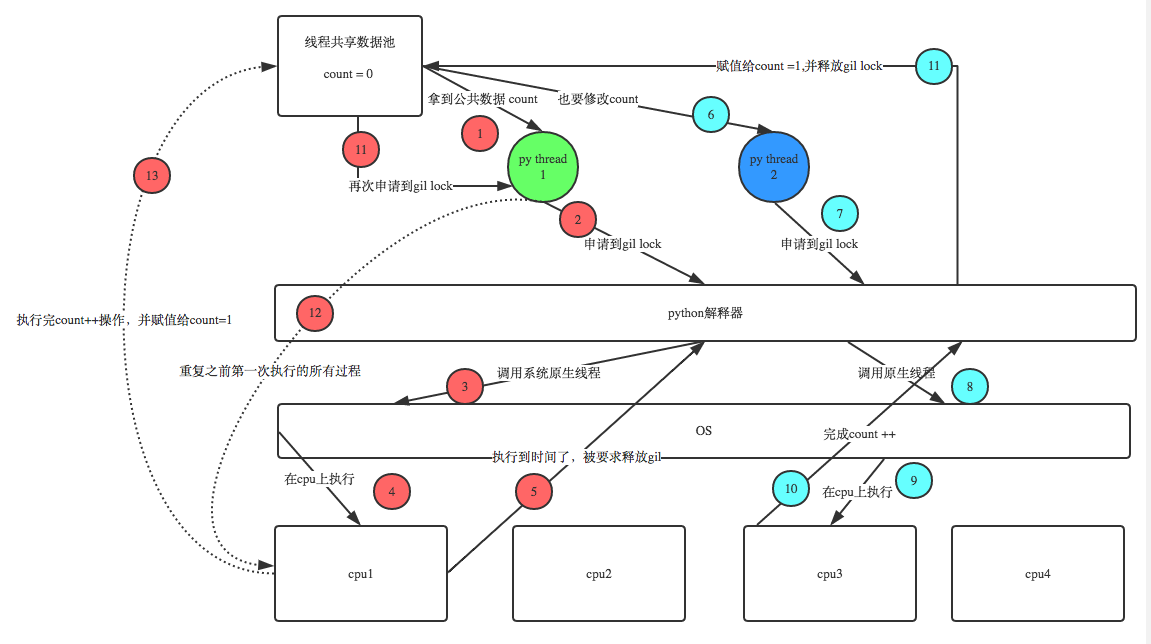 线程共享数据池
count = 0
赋值给count =1,并释放gil lock
11
拿到公共数据 count
也要修改count
6
1
11
13
py thread
1
py thread
2
再次申请到gil lock
2
7
申请到gil lock
申请到gil lock
12
python解释器
执行完count++操作，并赋值给count=1
重复之前第一次执行的所有过程
3
调用系统原生线程
调用原生线程
8
OS
完成count ++
执行到时间了，被要求释放gil
在cpu上执行
4
5
10
在cpu上执行
9
cpu1
cpu2
cpu3
cpu4